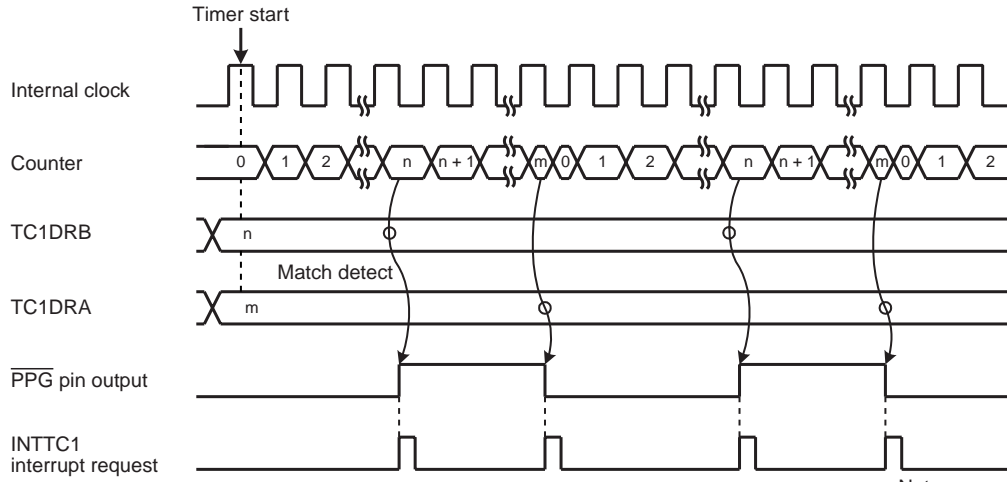 Timer start
Internal clock
Counter
0 1 2 n n + 1 m 0 1 2 n n + 1 m 0 1 2
TC1DRB
n
Match detect
TC1DRA
m
PPG pin output
INTTC1
interrupt request